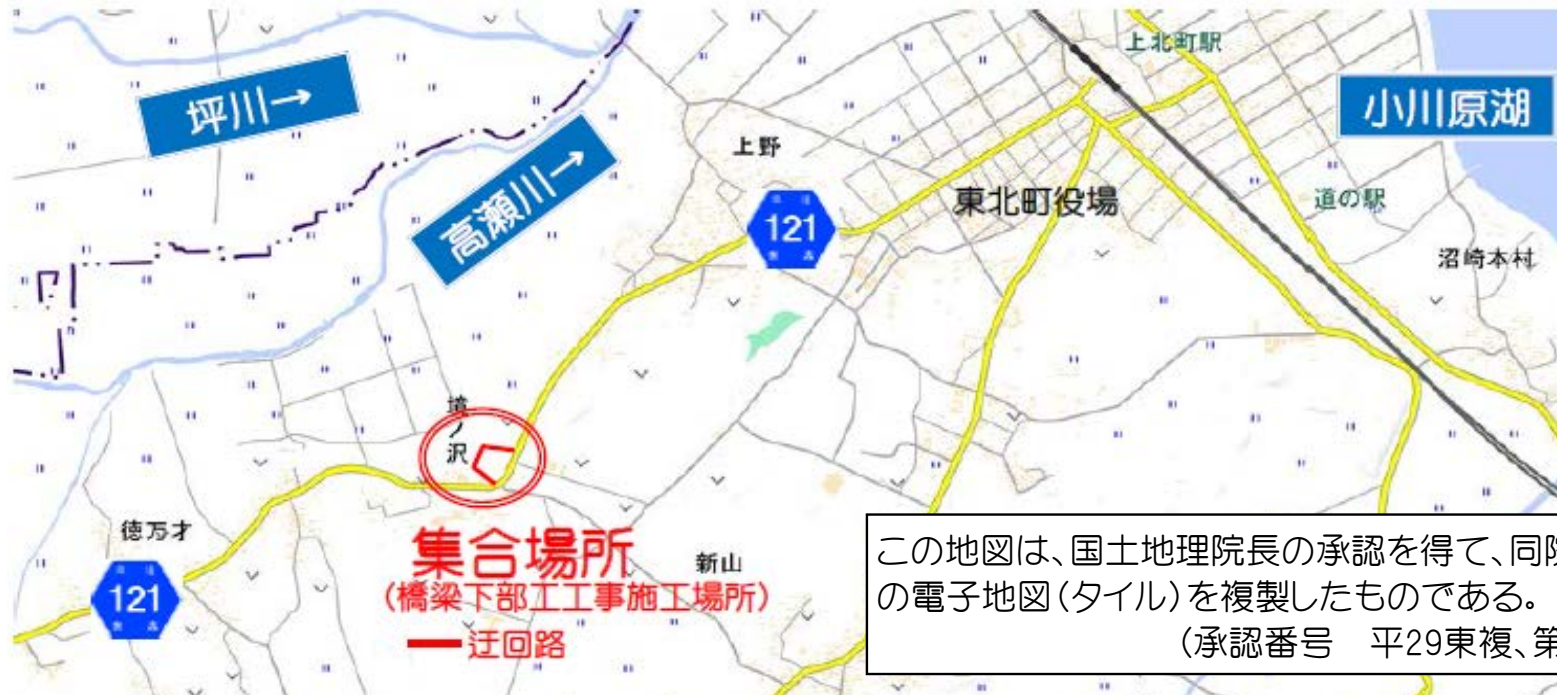 上北町駅
坪川→
小川原湖
上野
高瀬川→
121
東北町役場
道の駅
沼崎本村
境ノ沢
徳万才
集合場所
(橋梁下部工工事施工場所)
新山
121
迂回路
この地図は、国土地理院長の承認を得て、同院
の電子地図(タイル)を複製したものである。
(承認番号 平29東複、第